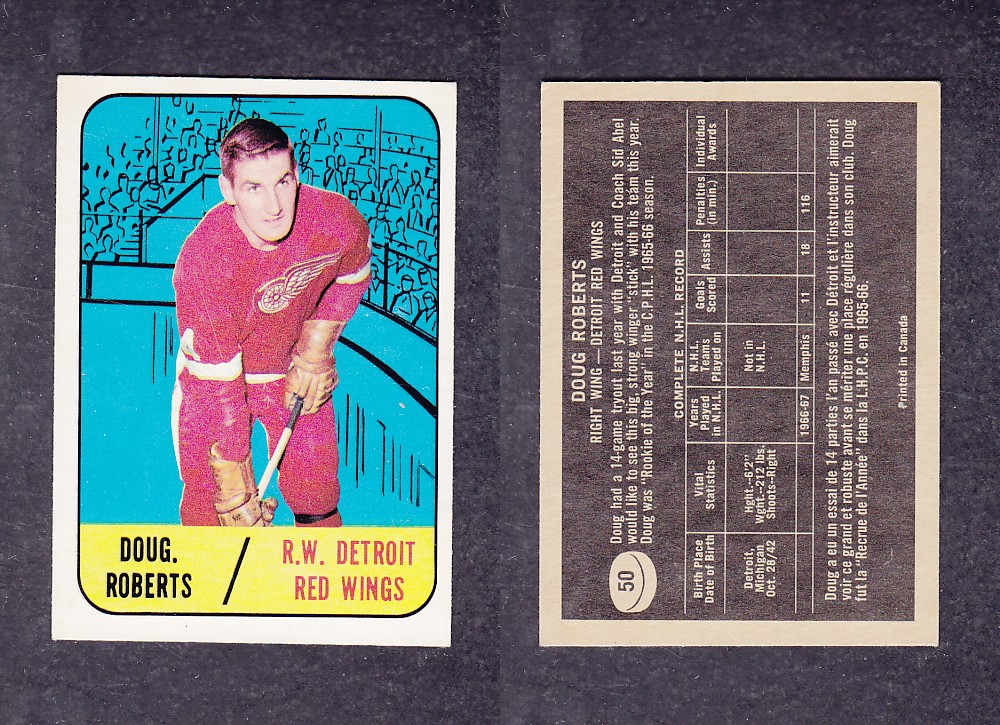 DOUG.
ROBERTS
/
R.W. DETROIT
RED WINGS
50
DOUG ROBERTS
RIGHT WING — DETROIT RED WINGS
Doug had a 14-game tryout last year with Detroit and Coach Sid Abel
would like to see this big, strong winger "stick" with his team this year.
Doug was "Rookie of the Year" in the C.P.H.L. 1965-66 season.
COMPLETE N.H.L. RECORD
Birth Place
Date of Birth
Vital
Statistics
Years
Played
in N.H.L.
N.H.L.
Teams
Played on
Goals
Scored
Assists
Penalties
(in min.)
Individual
Awards
Detroit,
Michigan
Oct. 28/42
Hght.-6'2"
Wght.-212 lbs.
Shoots-Right
Not in
N.H.L.
1966-67
Memphis
11
18
116
Doug a eu un essai de 14 parties l'an passé avec Détroit et l'instructeur aimerait
voir ce grand et robuste avant se mériter une place régulière dans son club. Doug
fut la "Recrue de l'Année" dans la L.H.P.C. en 1965-66.
Printed in Canada